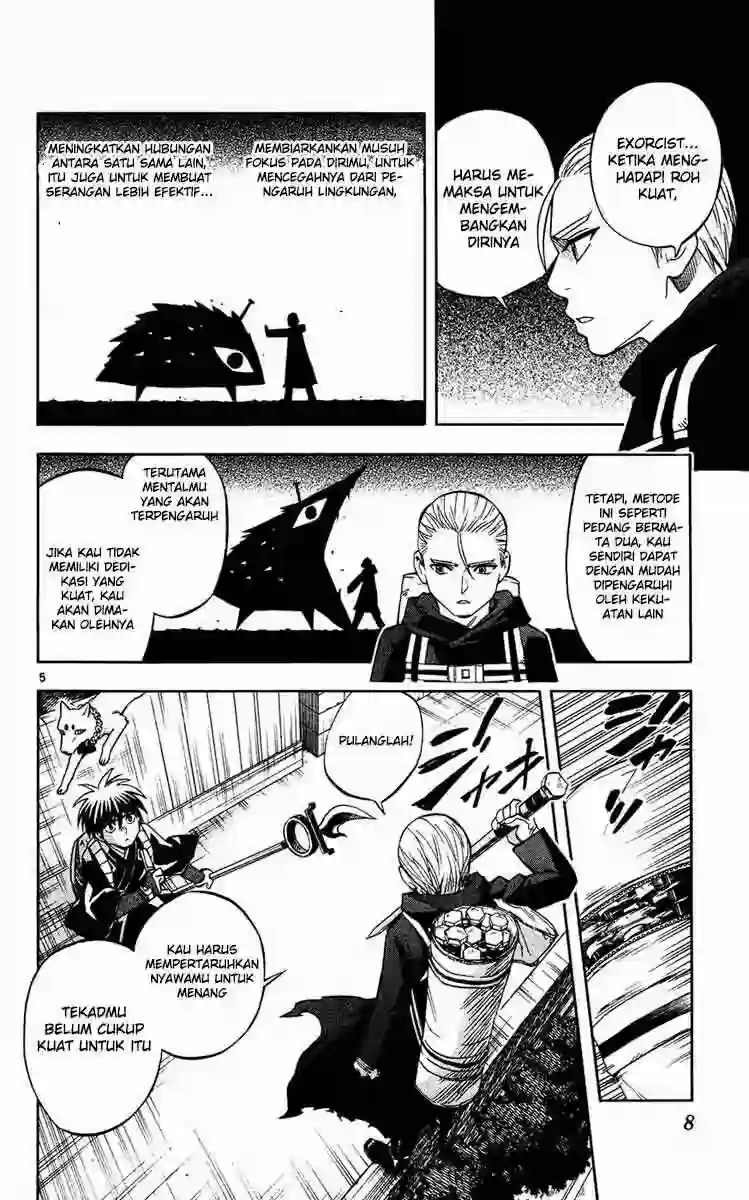 EXORCIST...
KETIKA MENG-
HADAPI ROH
KUAT,
HARUS ME-
MAKSA UNTUK
MENGEM-
BANGKAN
DIRINYA
MEMBIARKANKAN MUSUH
FOKUS PADA DIRIMU, UNTUK
MENCEGAHNYA DARI PE-
NGARUH LINGKUNGAN,
MENINGKATKAN HUBUNGAN
ANTARA SATU SAMA LAIN,
ITU JUGA UNTUK MEMBUAT
SERANGAN LEBIH EFEKTIF...
TETAPI, METODE
INI SEPERTI
PEDANG BERMA-
TA DUA, KAU
SENDIRI DAPAT
DENGAN MUDAH
DIPENGARUHI
OLEH KEKU-
ATAN LAIN
TERUTAMA
MENTALMU
YANG AKAN
TERPENGARUH
JIKA KAU TIDAK
MEMILIKI DEDI-
KASI YANG
KUAT, KAU
AKAN DIMA-
KAN OLEHNYA
5
PULANGLAH!
KAU HARUS
MEMPERTARUHKAN
NYAWAMU UNTUK
MENANG
TEKADMU
BELUM CUKUP
KUAT UNTUK ITU
8